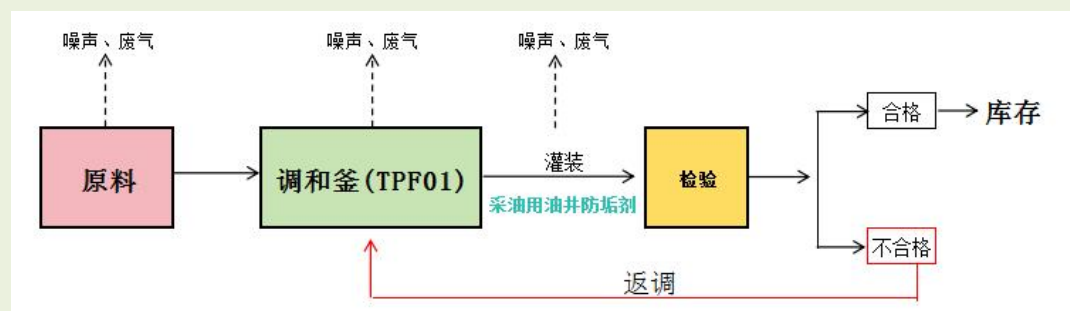 噪声、废气
噪声、废气
噪声、废气
原料
调和釜(TPF01)
灌装
采油用油井防垢剂
检验
合格
库存
不合格
返调